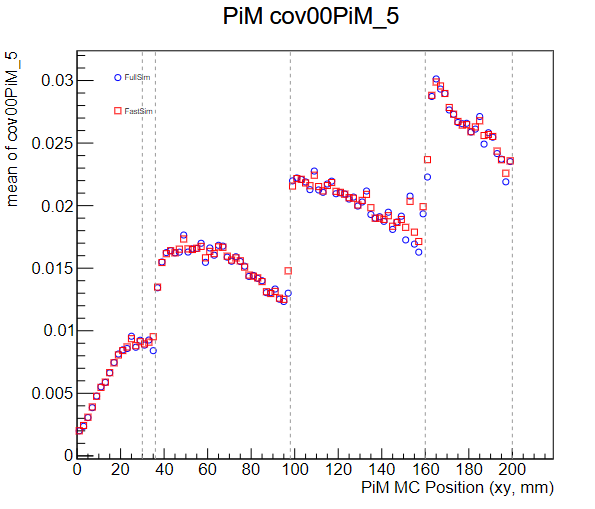 PiM cov00PiM_5
mean of cov00PiM_5
FullSim
FastSim
0.03
0.025
0.02
0.015
0.01
0.005
0
0 20 40 60 80 100 120 140 160 180 200
PiM MC Position (xy, mm)